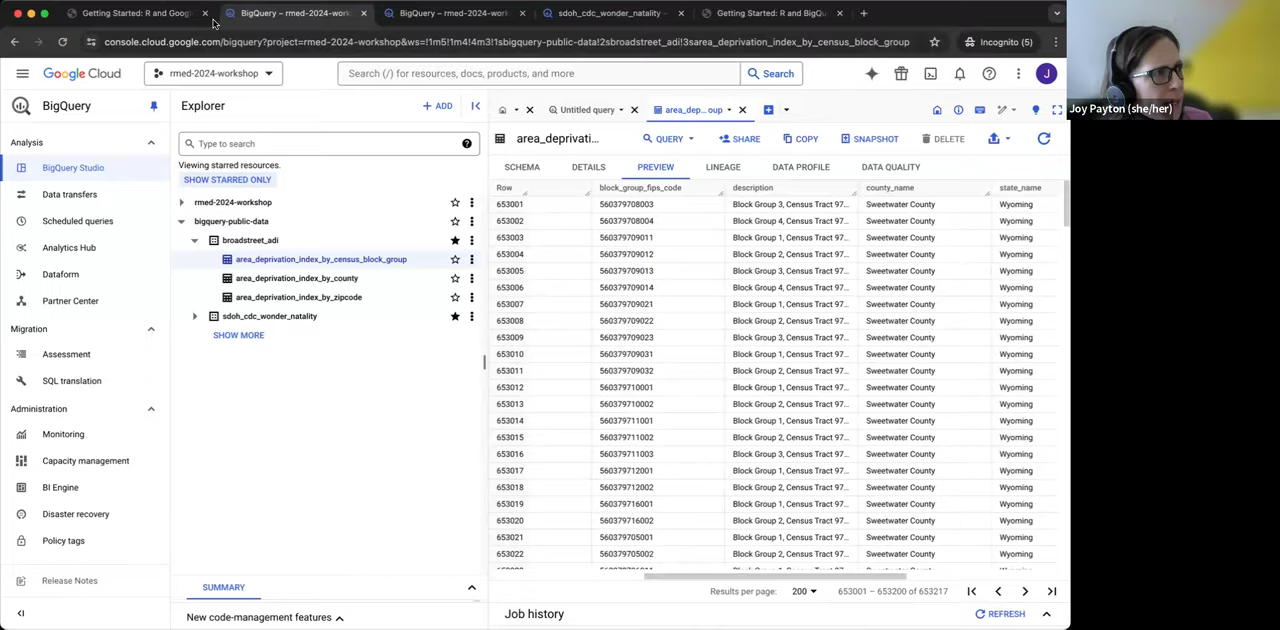 Getting Started: R and Goog
BigQuery – rmed-2024-work
BigQuery – rmed-2024-work
sdoh_cdc_wonder_natality –
Getting Started: R and BigQu
console.cloud.google.com/bigquery?project=rmed-2024-workshop&ws=!1m5!1m4!4m3!1sbigquery-public-data!2sbroadstreet_adi!3sarea_deprivation_index_by_census_block_group
Incognito (5)
Google Cloud
rmed-2024-workshop
Search (/) for resources, docs, products, and more
Search
J
Joy Payton (she/her)
BigQuery
Analysis
BigQuery Studio
Data transfers
Scheduled queries
Analytics Hub
Dataform
Partner Center
Migration
Assessment
SQL translation
Administration
Monitoring
Capacity management
BI Engine
Disaster recovery
Policy tags
Release Notes
Explorer
+ ADD
Type to search
Viewing starred resources.
SHOW STARRED ONLY
rmed-2024-workshop
bigquery-public-data
broadstreet_adi
area_deprivation_index_by_census_block_group
area_deprivation_index_by_county
area_deprivation_index_by_zipcode
sdoh_cdc_wonder_natality
SHOW MORE
SUMMARY
New code-management features
Untitled query
area_dep...oup
area_deprivati...
QUERY
SHARE
COPY
SNAPSHOT
DELETE
SCHEMA
DETAILS
PREVIEW
LINEAGE
DATA PROFILE
DATA QUALITY
Row block_group_fips_code description county_name state_name
653001 560379708003 Block Group 3, Census Tract 97... Sweetwater County Wyoming
653002 560379708004 Block Group 4, Census Tract 97... Sweetwater County Wyoming
653003 560379709011 Block Group 1, Census Tract 97... Sweetwater County Wyoming
653004 560379709012 Block Group 2, Census Tract 97... Sweetwater County Wyoming
653005 560379709013 Block Group 3, Census Tract 97... Sweetwater County Wyoming
653006 560379709014 Block Group 4, Census Tract 97... Sweetwater County Wyoming
653007 560379709021 Block Group 1, Census Tract 97... Sweetwater County Wyoming
653008 560379709022 Block Group 2, Census Tract 97... Sweetwater County Wyoming
653009 560379709023 Block Group 3, Census Tract 97... Sweetwater County Wyoming
653010 560379709031 Block Group 1, Census Tract 97... Sweetwater County Wyoming
653011 560379709032 Block Group 2, Census Tract 97... Sweetwater County Wyoming
653012 560379710001 Block Group 1, Census Tract 97... Sweetwater County Wyoming
653013 560379710002 Block Group 2, Census Tract 97... Sweetwater County Wyoming
653014 560379711001 Block Group 1, Census Tract 97... Sweetwater County Wyoming
653015 560379711002 Block Group 2, Census Tract 97... Sweetwater County Wyoming
653016 560379711003 Block Group 3, Census Tract 97... Sweetwater County Wyoming
653017 560379712001 Block Group 1, Census Tract 97... Sweetwater County Wyoming
653018 560379712002 Block Group 2, Census Tract 97... Sweetwater County Wyoming
653019 560379716001 Block Group 1, Census Tract 97... Sweetwater County Wyoming
653020 560379716002 Block Group 2, Census Tract 97... Sweetwater County Wyoming
653021 560379705001 Block Group 1, Census Tract 97... Sweetwater County Wyoming
653022 560379705002 Block Group 2, Census Tract 97... Sweetwater County Wyoming
Results per page: 200 653001 – 653200 of 653217
Job history
REFRESH